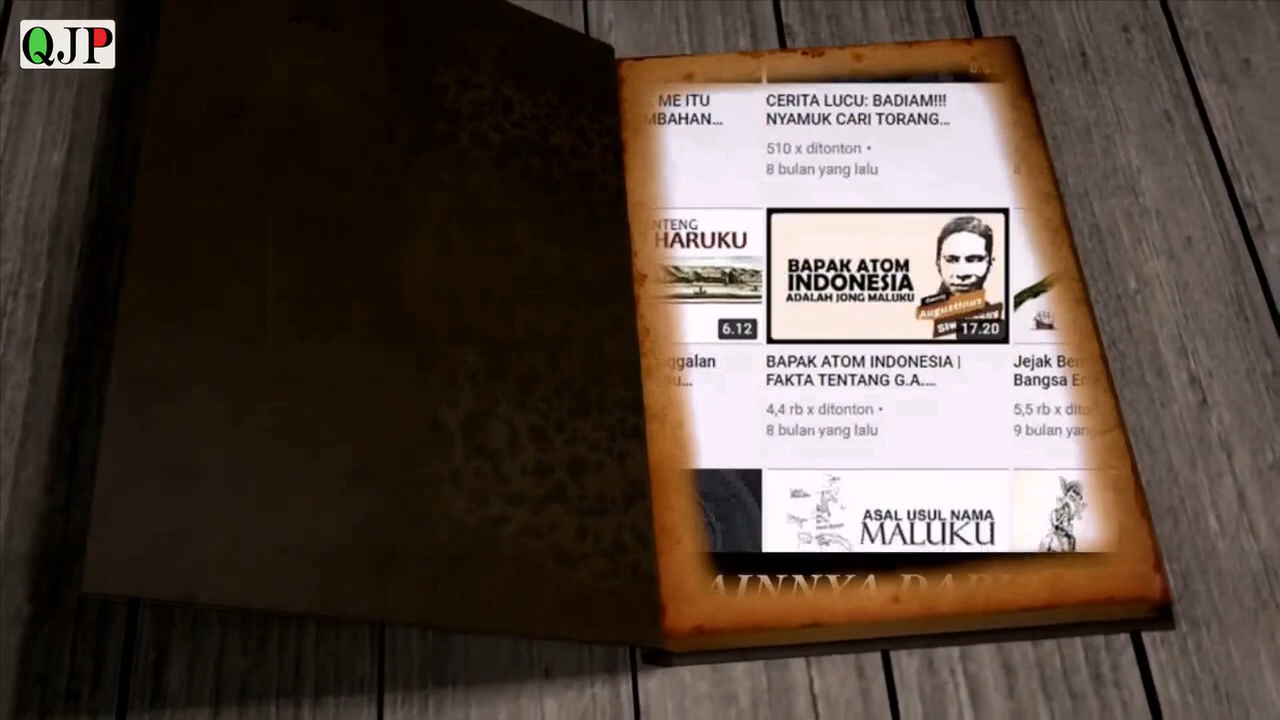 QJP
ME ITU
MBAHAN...
CERITA LUCU: BADIAM!!!
NYAMUK CARI TORANG...
510 x ditonton •
8 bulan yang lalu
HARUKU
6.12
BAPAK ATOM
INDONESIA
ADALAH JONG MALUKU
Augustinus
17.20
BAPAK ATOM INDONESIA |
FAKTA TENTANG G.A....
4,4 rb x ditonton •
8 bulan yang lalu
Jejak
Bangsa
5,5 rb x
9 bulan
ASAL USUL NAMA
MALUKU